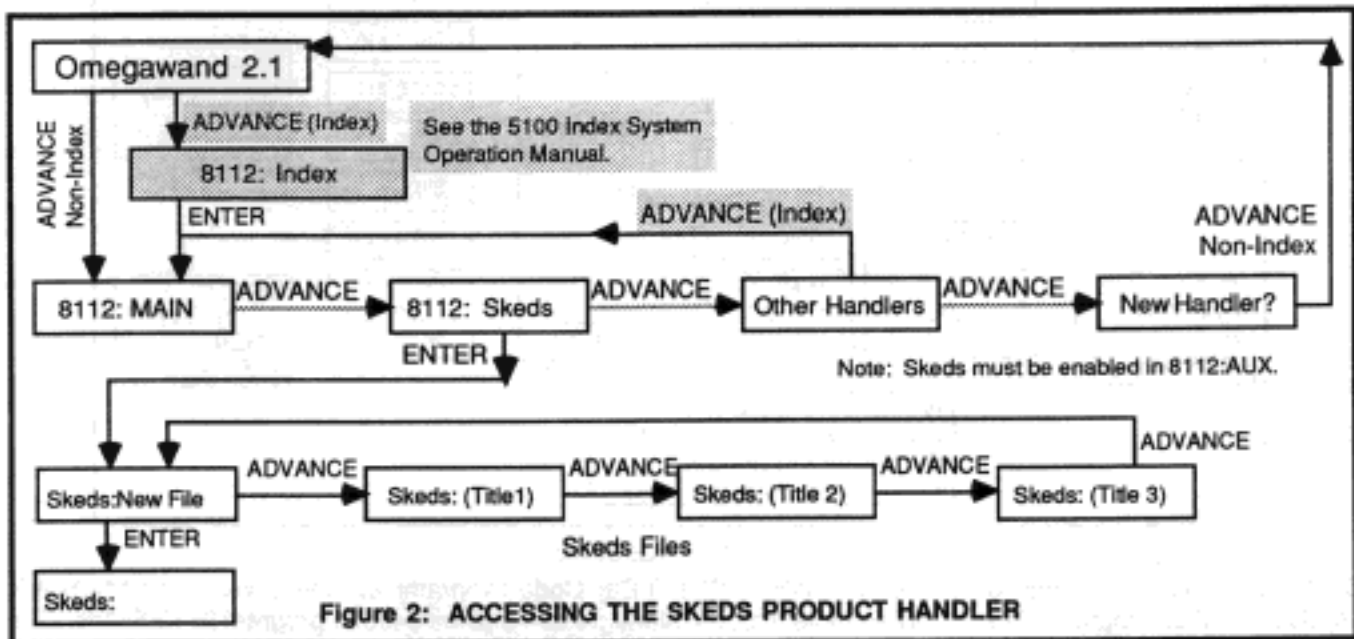 Omegawand 2.1
ADVANCE
Non-Index
ADVANCE (Index)
See the 5100 Index System
Operation Manual.
8112: Index
ENTER
ADVANCE (Index)
ADVANCE
Non-Index
8112: MAIN
ADVANCE
8112: Skeds
ADVANCE
Other Handlers
ADVANCE
New Handler?
ENTER
Note: Skeds must be enabled in 8112:AUX.
Skeds:New File
ADVANCE
Skeds: (Title1)
ADVANCE
Skeds: (Title 2)
ADVANCE
Skeds: (Title 3)
ADVANCE
ENTER
Skeds Files
Skeds:
Figure 2: ACCESSING THE SKEDS PRODUCT HANDLER